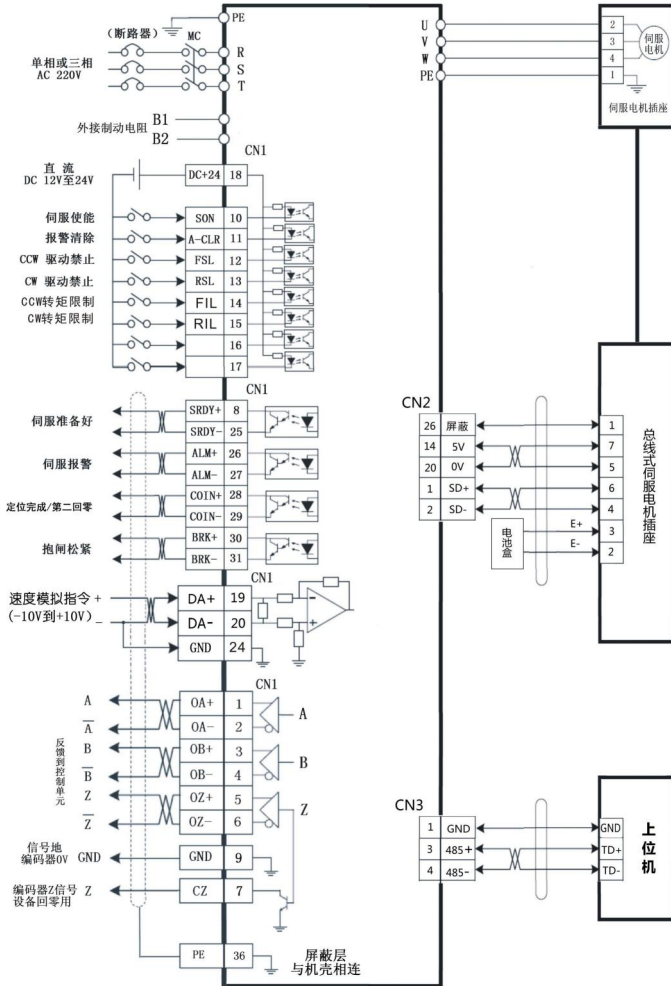 PE
(断路器)
MC
单相或三相
AC 220V
R
S
T
B1
外接制动电阻
B2
CN1
直 流
DC 12V至24V
DC+24 18
伺服使能 SON 10
报警清除 A-CLR 11
CCW 驱动禁止 FSL 12
CW 驱动禁止 RSL 13
CCW转矩限制 FIL 14
CW转矩限制 RIL 15
16
17
CN1
伺服准备好
SRDY+ 8
SRDY- 25
伺服报警
ALM+ 26
ALM- 27
定位完成/第二回零
COIN+ 28
COIN- 29
抱闸松紧
BRK+ 30
BRK- 31
CN1
速度模拟指令 + DA+ 19 -
(-10V到+10V) - DA- 20 +
GND 24
CN1
A OA+ 1
A
A OA- 2
反馈到控制单元
B OB+ 3
B
B OB- 4
Z OZ+ 5
Z
Z OZ- 6
信号地
编码器0V GND GND 9
编码器Z信号 Z CZ 7
设备回零用
PE 36
屏蔽层
与机壳相连
U 2
V 3
W 4
PE 1
伺服
电机
伺服电机插座
CN2
26 屏蔽 1
14 5V 7
20 0V 5
1 SD+ 6
2 SD- 4
电池盒
E+ 3
E- 2
总线式伺服电机插座
CN3
1 GND GND
3 485+ TD+
4 485- TD-
上位机